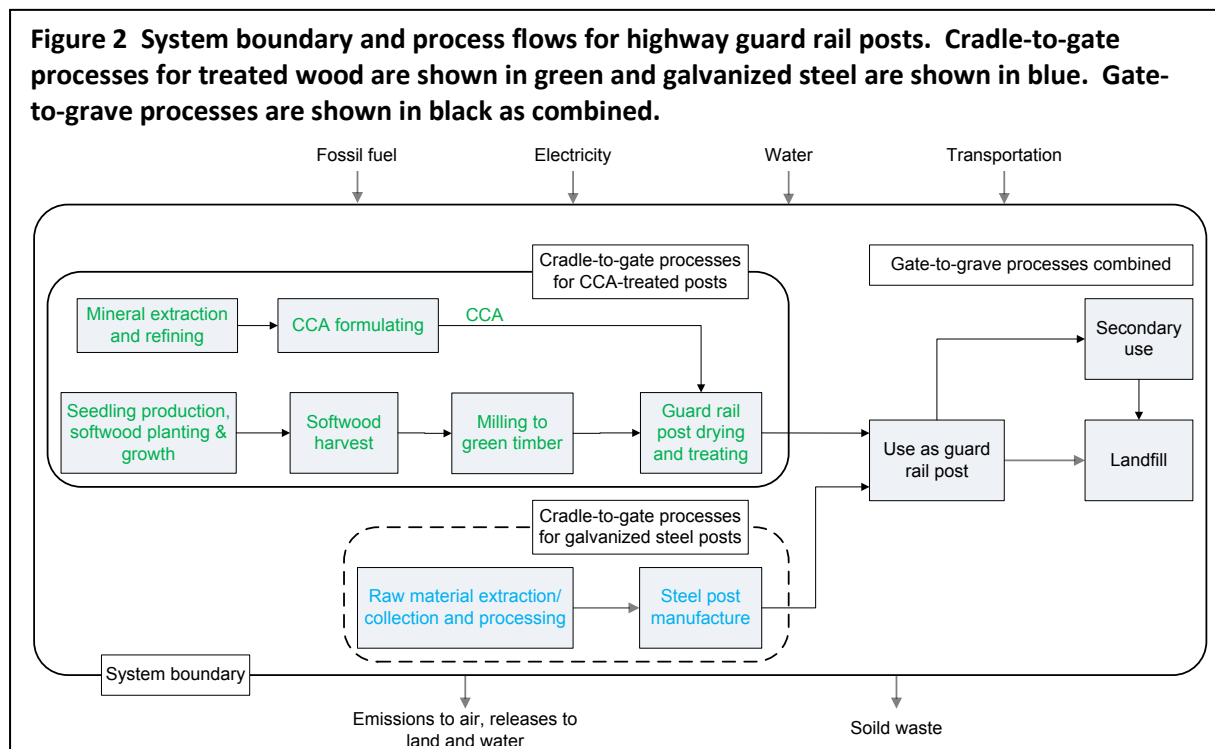 Figure 2  System boundary and process flows for highway guard rail posts.  Cradle-to-gate
processes for treated wood are shown in green and galvanized steel are shown in blue.  Gate-
to-grave processes are shown in black as combined.
Fossil fuel
Electricity
Water
Transportation
Cradle-to-gate processes
for CCA-treated posts
Gate-to-grave processes combined
Mineral extraction
and refining
CCA formulating
CCA
Secondary
use
Seedling production,
softwood planting &
growth
Softwood
harvest
Milling to
green timber
Guard rail
post drying
and treating
Use as guard
rail post
Landfill
Cradle-to-gate processes
for galvanized steel posts
Raw material extraction/
collection and processing
Steel post
manufacture
System boundary
Emissions to air, releases to
land and water
Soild waste